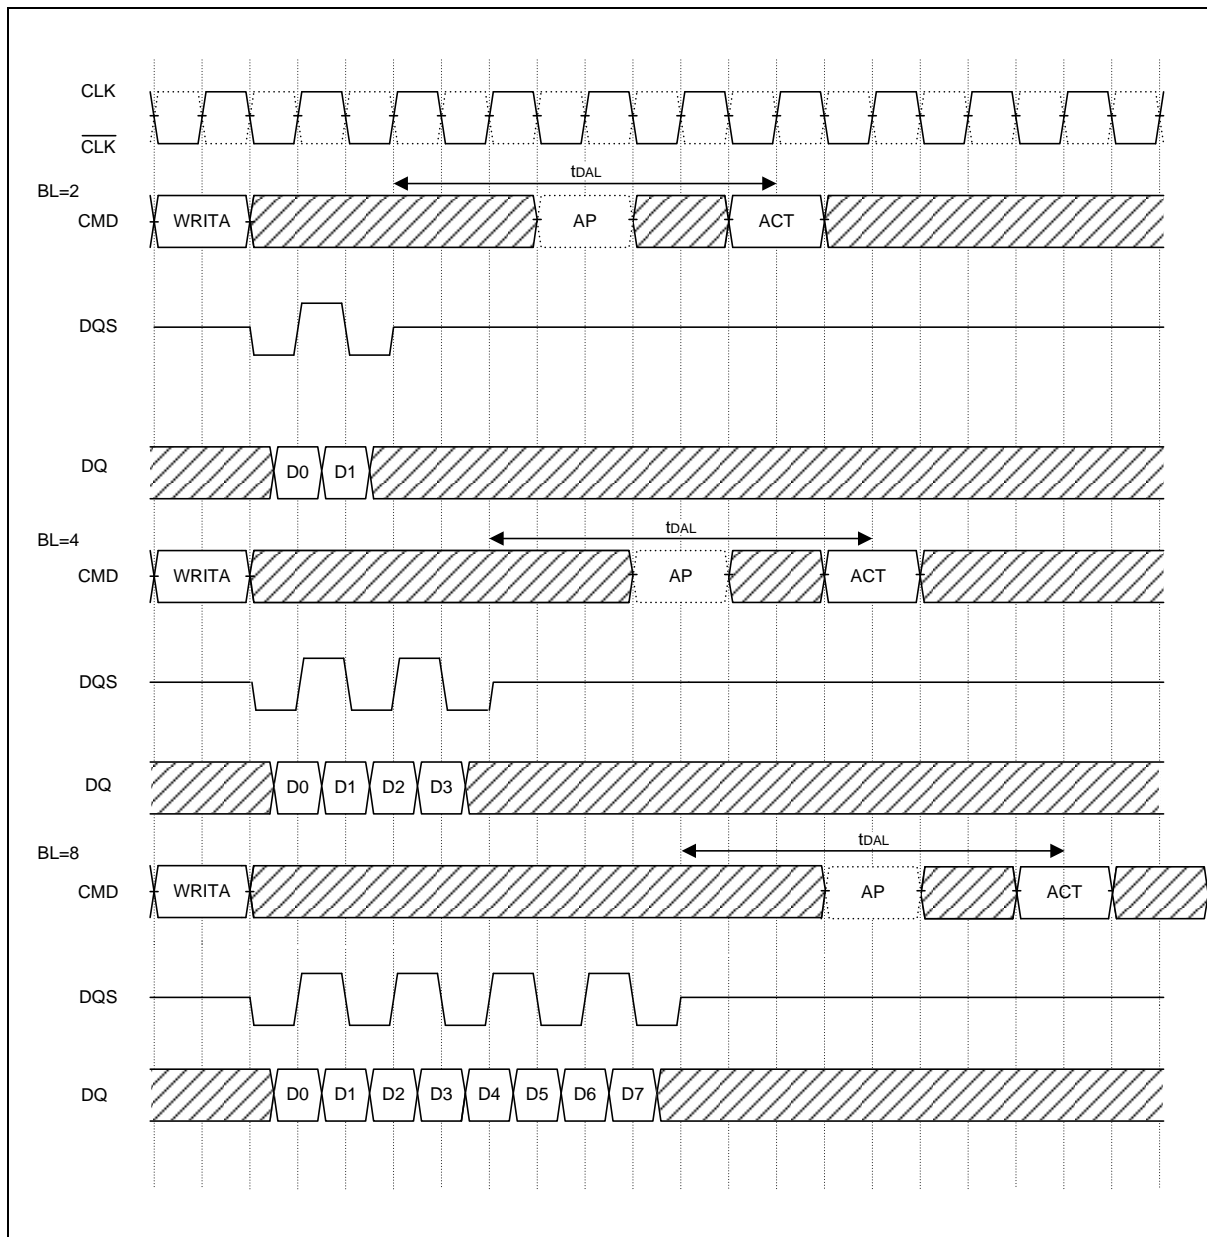 CLK
CLK
tDAL
BL=2
CMD WRITA AP ACT
DQS
DQ D0 D1
tDAL
BL=4
CMD WRITA AP ACT
DQS
DQ D0 D1 D2 D3
tDAL
BL=8
CMD WRITA AP ACT
DQS
DQ D0 D1 D2 D3 D4 D5 D6 D7